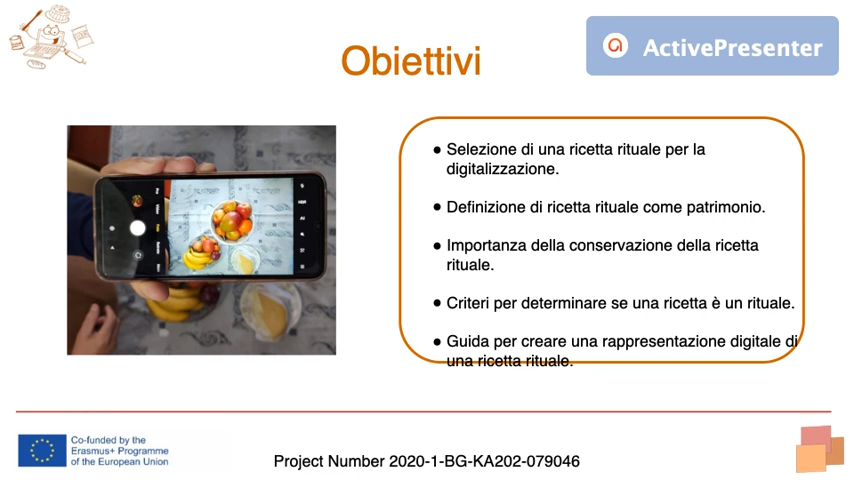 Obiettivi
ActivePresenter
● Selezione di una ricetta rituale per la
digitalizzazione.
● Definizione di ricetta rituale come patrimonio.
● Importanza della conservazione della ricetta
rituale.
● Criteri per determinare se una ricetta è un rituale.
● Guida per creare una rappresentazione digitale di
una ricetta rituale.
Co-funded by the
Erasmus+ Programme
of the European Union
Project Number 2020-1-BG-KA202-079046